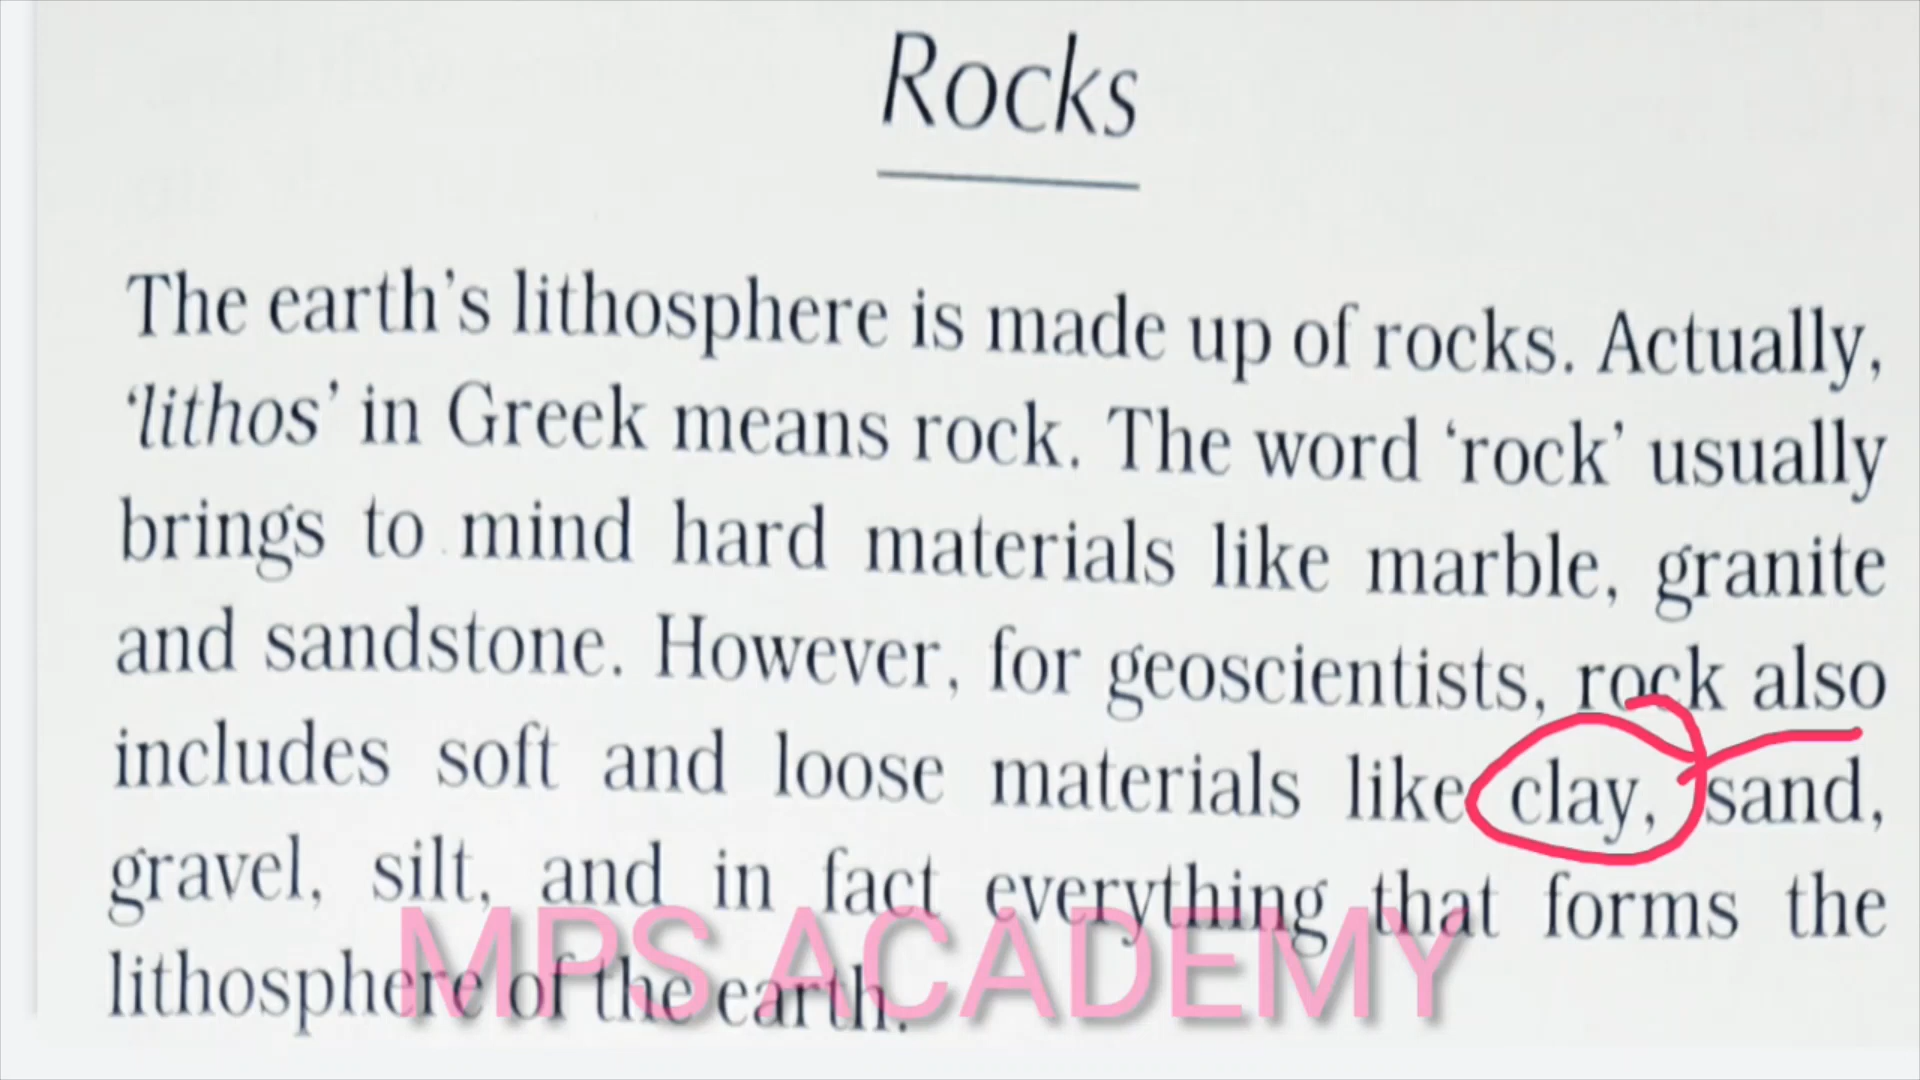 Rocks
The earth's lithosphere is made up of rocks. Actually,
'lithos' in Greek means rock. The word 'rock' usually
brings to mind hard materials like marble, granite
and sandstone. However, for geoscientists, rock also
includes soft and loose materials like clay, sand,
gravel, silt, and in fact everything that forms the
lithosphere of the earth.
MPS ACADEMY